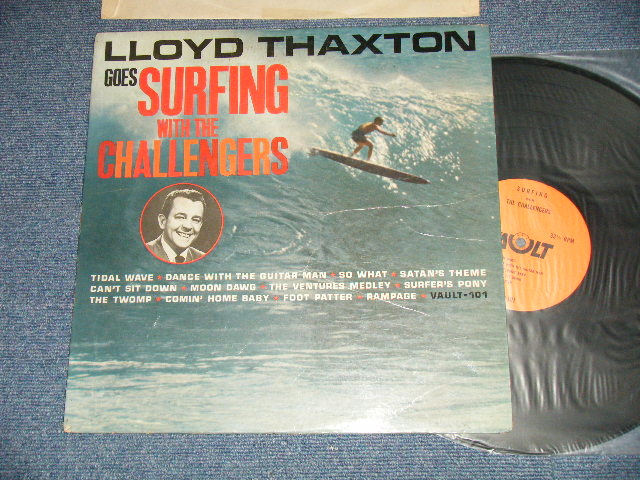 LLOYD THAXTON
GOES SURFING
WITH THE
CHALLENGERS
TIDAL WAVE ★ DANCE WITH THE GUITAR MAN ★ SO WHAT ★ SATAN'S THEME
CAN'T SIT DOWN ★ MOON DAWG ★ THE VENTURES MEDLEY ★ SURFER'S PONY
THE TWOMP ★ COMIN' HOME BABY ★ FOOT PATTER ★ RAMPAGE ★ VAULT-101
SURFING
THE CHALLENGERS
33⅓ RPM